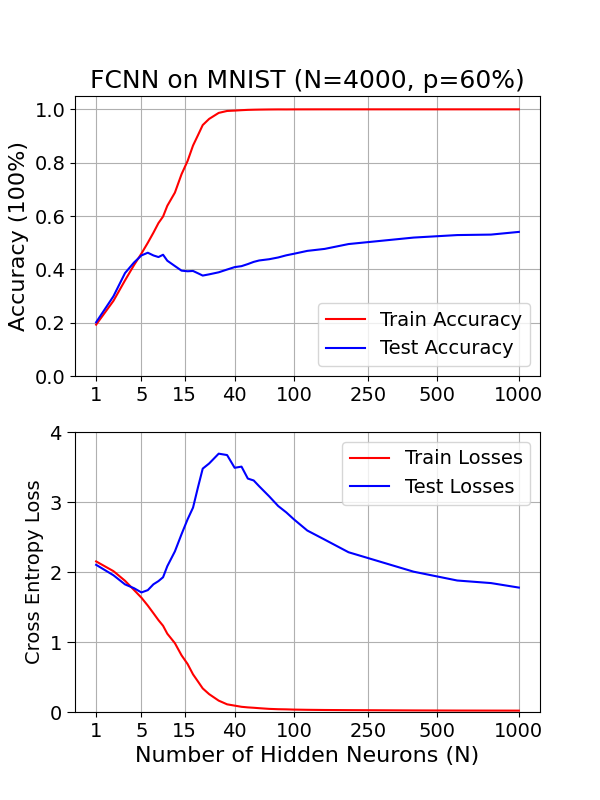 FCNN on MNIST (N=4000, p=60%)
Accuracy (100%)
1.0
0.8
0.6
0.4
0.2
0.0
Train Accuracy
Test Accuracy
1 5 15 40 100 250 500 1000
Cross Entropy Loss
4
3
2
1
0
Train Losses
Test Losses
1 5 15 40 100 250 500 1000
Number of Hidden Neurons (N)